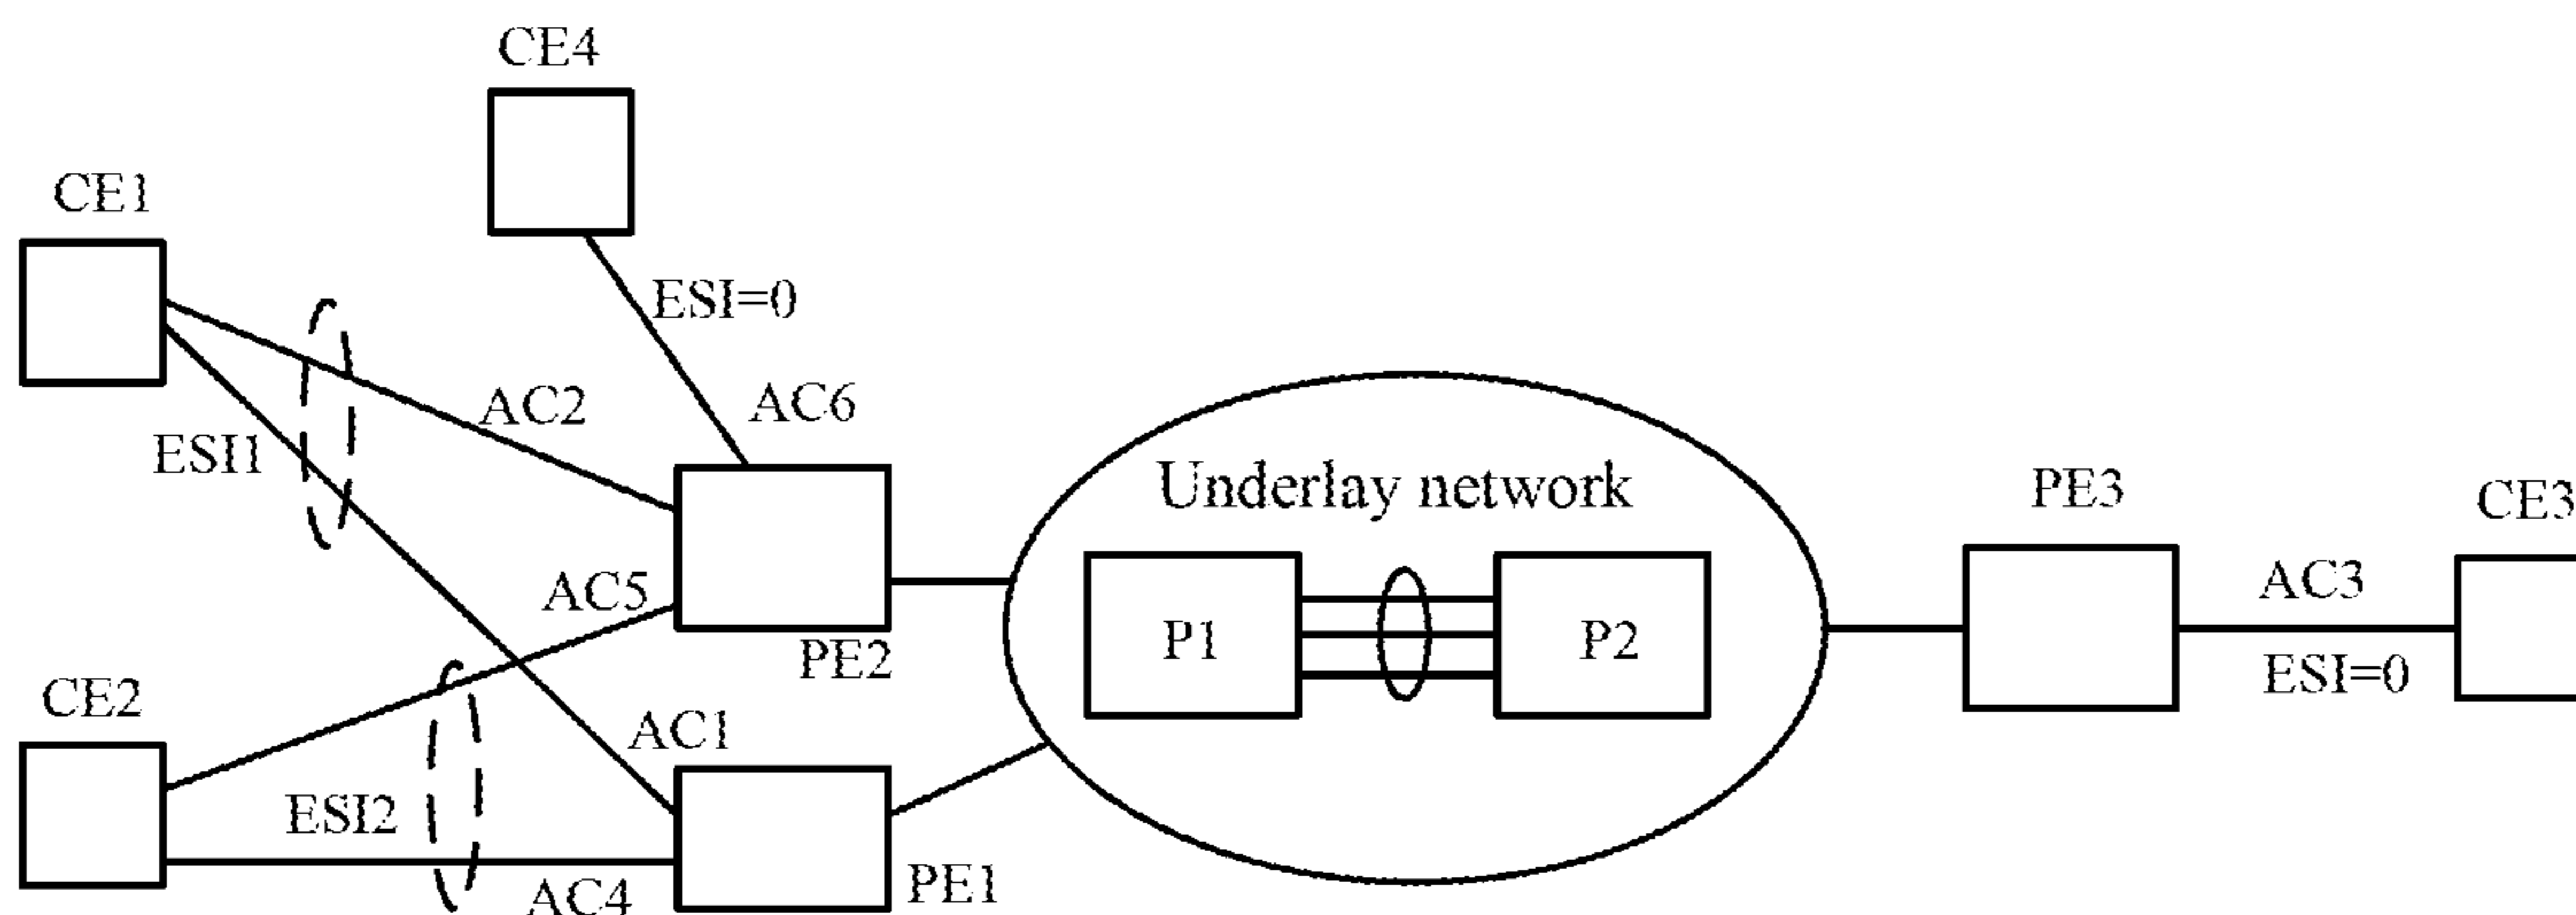 CE4
CE1
ESI=0
AC2
AC6
ESI1
Underlay network
PE3
CE3
AC5
AC3
P1
P2
PE2
ESI=0
CE2
AC1
ESI2
PE1
AC4